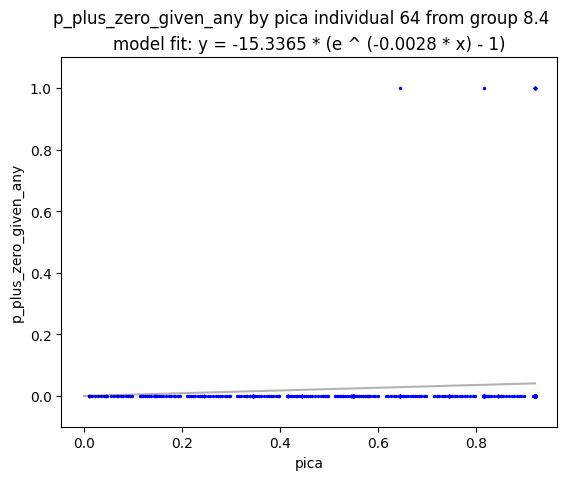 p_plus_zero_given_any by pica individual 64 from group 8.4
model fit: y = -15.3365 * (e ^ (-0.0028 * x) - 1)
1.0
0.8
0.6
0.4
0.2
0.0
p_plus_zero_given_any
0.0 0.2 0.4 0.6 0.8
pica